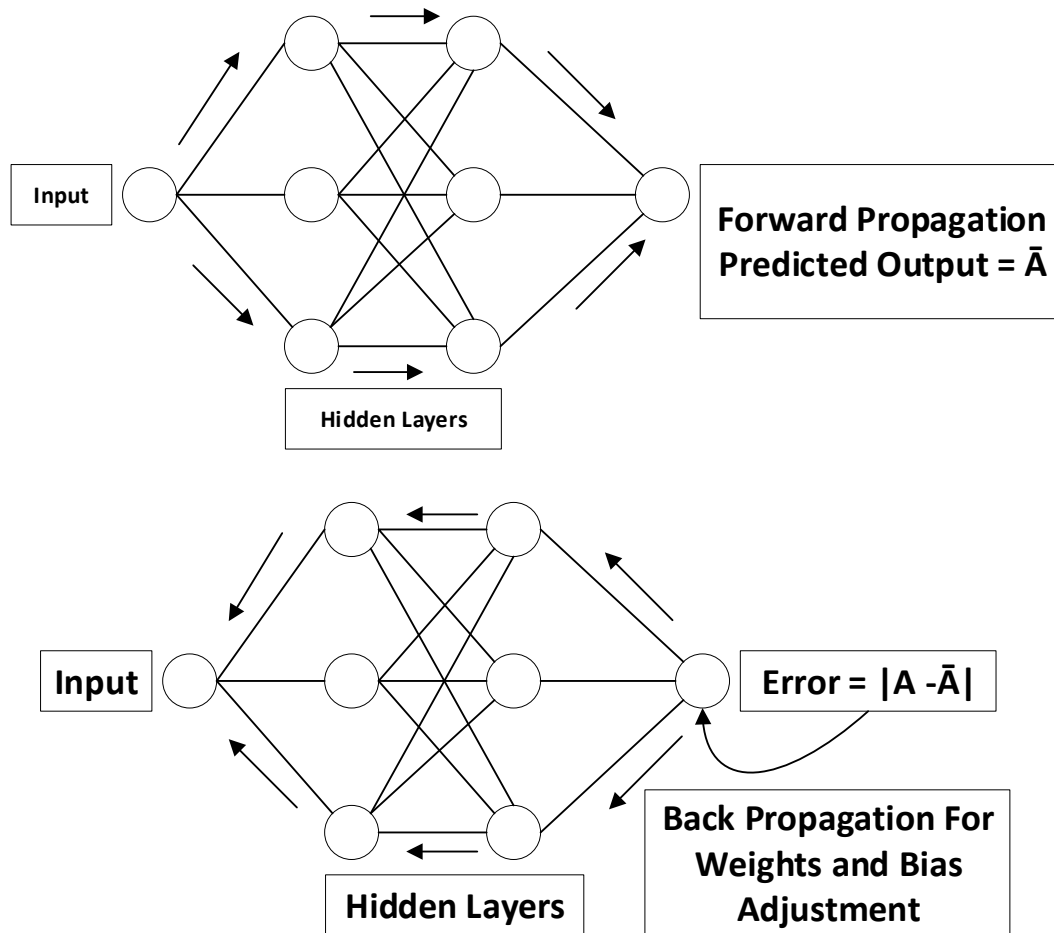 Input
Forward Propagation
Predicted Output = Ā
Hidden Layers
Input
Error = |A -Ā|
Back Propagation For
Weights and Bias
Adjustment
Hidden Layers